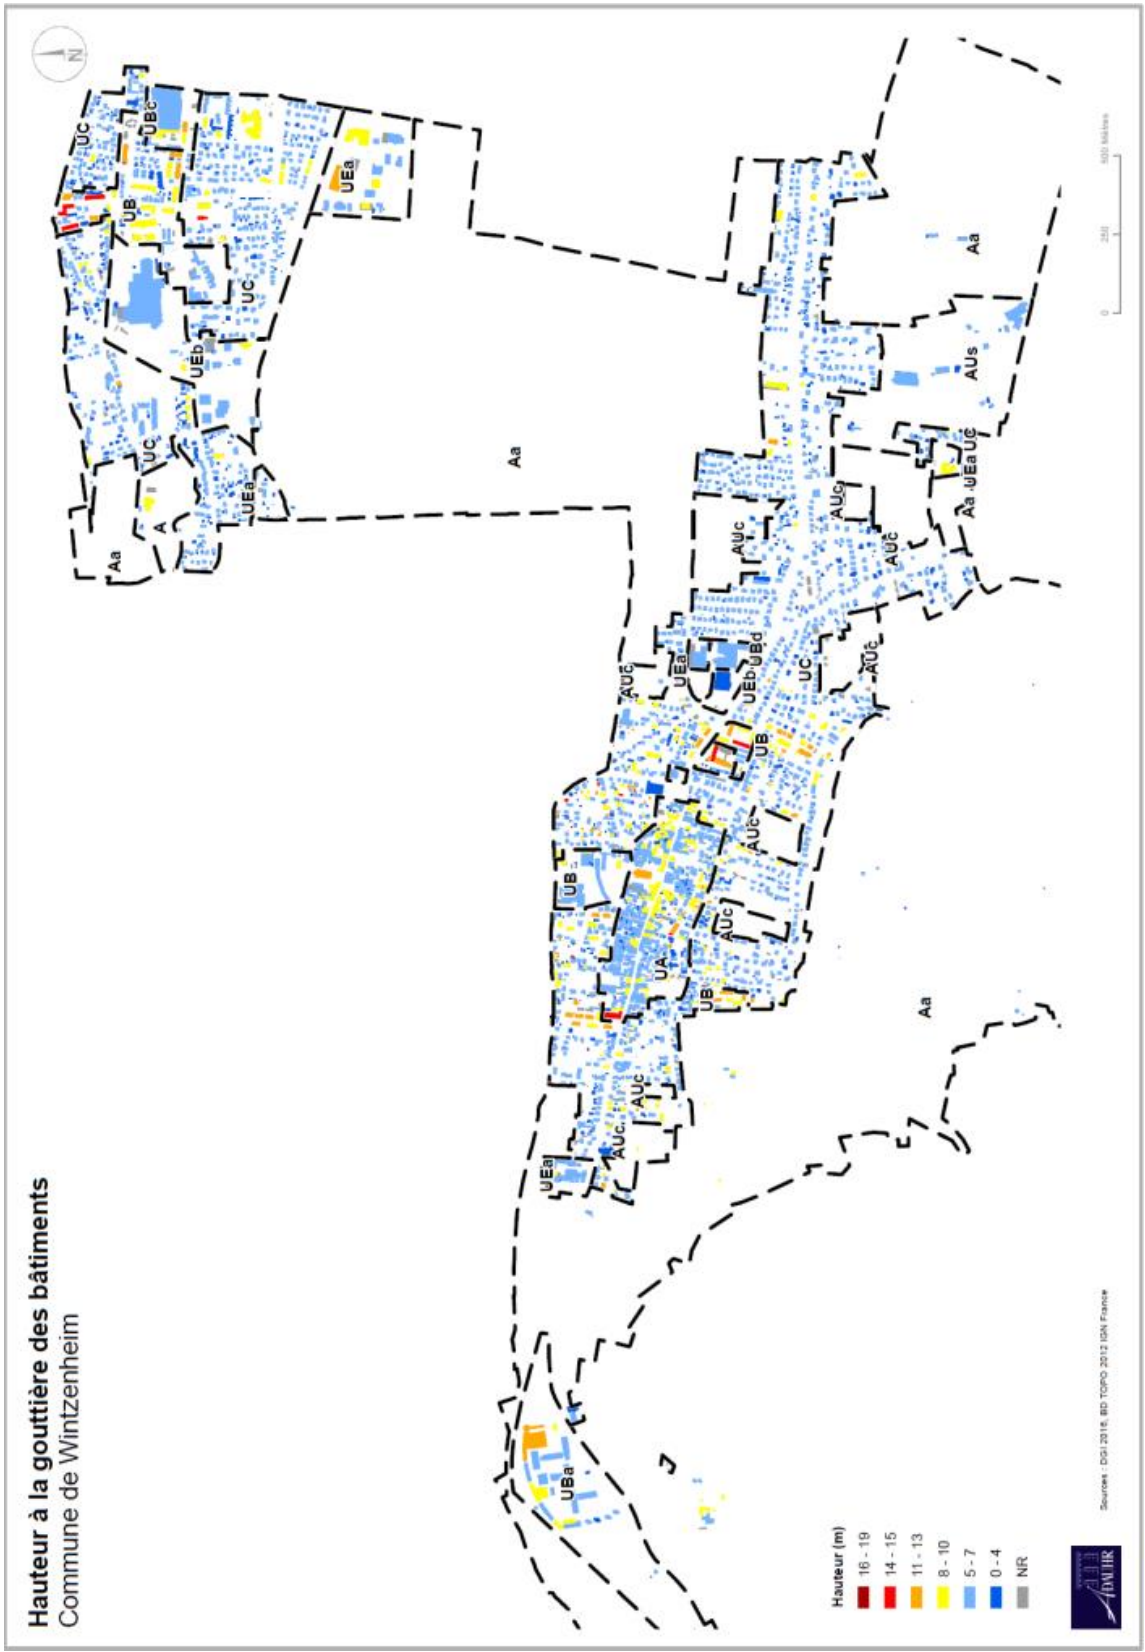 Hauteur à la gouttière des bâtiments
Commune de Wintzenheim
N
UC
UBc
UB
UEa
UC
UEb
UC
UEa
A
Aa
Aa
Aa
AUs
UC
UEa
Aa
AUc
AUc
AUc
AUc
UEa
UEb
UBd
UC
AUc
UB
AUc
UB
AUc
UA
UB
AUc
AUc
UEa
Aa
UBa
Hauteur (m)
16 - 19
14 - 15
11 - 13
8 - 10
5 - 7
0 - 4
NR
0 250 500 Mètres
Sources : DGI 2016, BD TOPO 2012 IGN France
ADAUHR